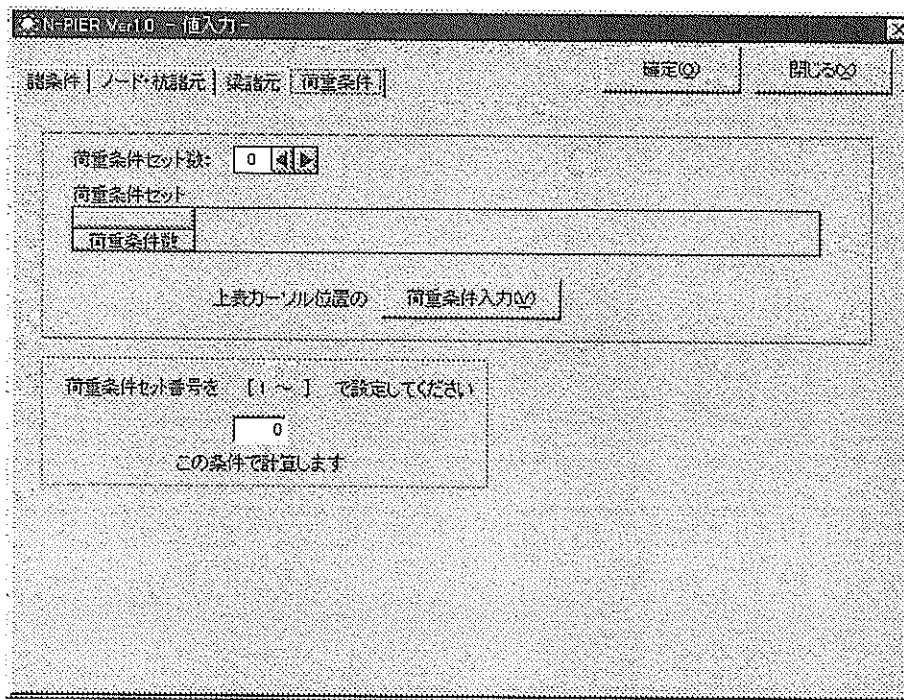 N-PIER Ver1.0 － 値入力 －
確定(O) 閉じる(X)
諸条件 ノード・杭諸元 梁諸元 荷重条件
荷重条件セット数: 0
荷重条件セット
荷重条件数
上表カーソル位置の 荷重条件入力(V)
荷重条件セット番号を [1 ～ ] で設定してください
0
この条件で計算します